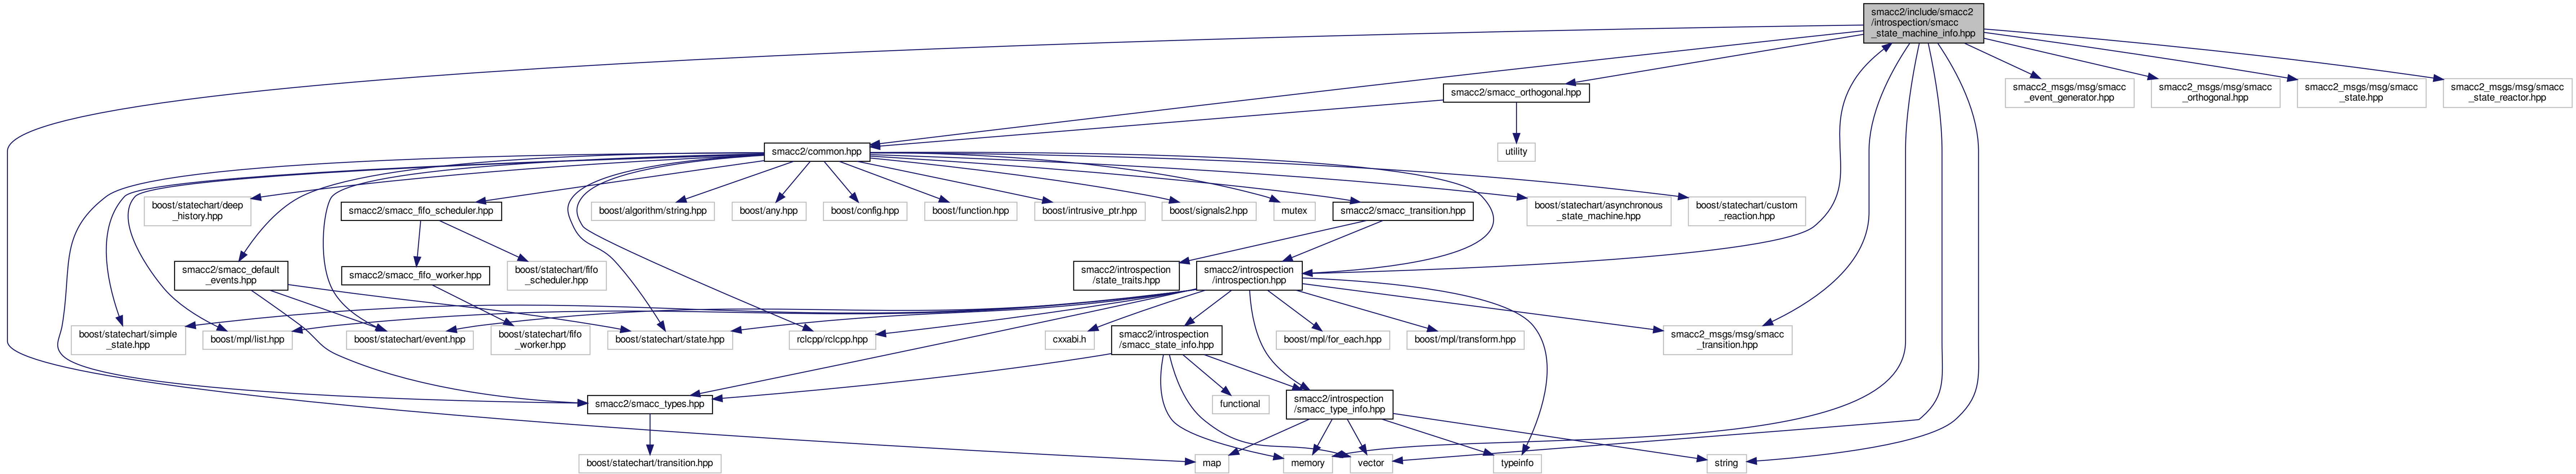 smacc2/include/smacc2
/introspection/smacc
_state_machine_info.hpp
smacc2/smacc_orthogonal.hpp
smacc2_msgs/msg/smacc
_event_generator.hpp
smacc2_msgs/msg/smacc
_orthogonal.hpp
smacc2_msgs/msg/smacc
_state.hpp
smacc2_msgs/msg/smacc
_state_reactor.hpp
smacc2/common.hpp
utility
boost/statechart/deep
_history.hpp
smacc2/smacc_fifo_scheduler.hpp
boost/algorithm/string.hpp
boost/any.hpp
boost/config.hpp
boost/function.hpp
boost/intrusive_ptr.hpp
boost/signals2.hpp
mutex
smacc2/smacc_transition.hpp
boost/statechart/asynchronous
_state_machine.hpp
boost/statechart/custom
_reaction.hpp
smacc2/smacc_default
_events.hpp
smacc2/smacc_fifo_worker.hpp
boost/statechart/fifo
_scheduler.hpp
smacc2/introspection
/state_traits.hpp
smacc2/introspection
/introspection.hpp
boost/statechart/simple
_state.hpp
boost/mpl/list.hpp
boost/statechart/event.hpp
boost/statechart/fifo
_worker.hpp
boost/statechart/state.hpp
rclcpp/rclcpp.hpp
cxxabi.h
smacc2/introspection
/smacc_state_info.hpp
boost/mpl/for_each.hpp
boost/mpl/transform.hpp
smacc2_msgs/msg/smacc
_transition.hpp
smacc2/smacc_types.hpp
functional
smacc2/introspection
/smacc_type_info.hpp
boost/statechart/transition.hpp
map
memory
vector
typeinfo
string